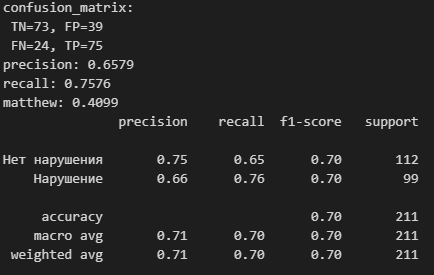 confusion_matrix:
TN=73, FP=39
FN=24, TP=75
precision: 0.6579
recall: 0.7576
matthew: 0.4099
precision recall f1-score support
Нет нарушения 0.75 0.65 0.70 112
Нарушение 0.66 0.76 0.70 99
accuracy 0.70 211
macro avg 0.71 0.70 0.70 211
weighted avg 0.71 0.70 0.70 211